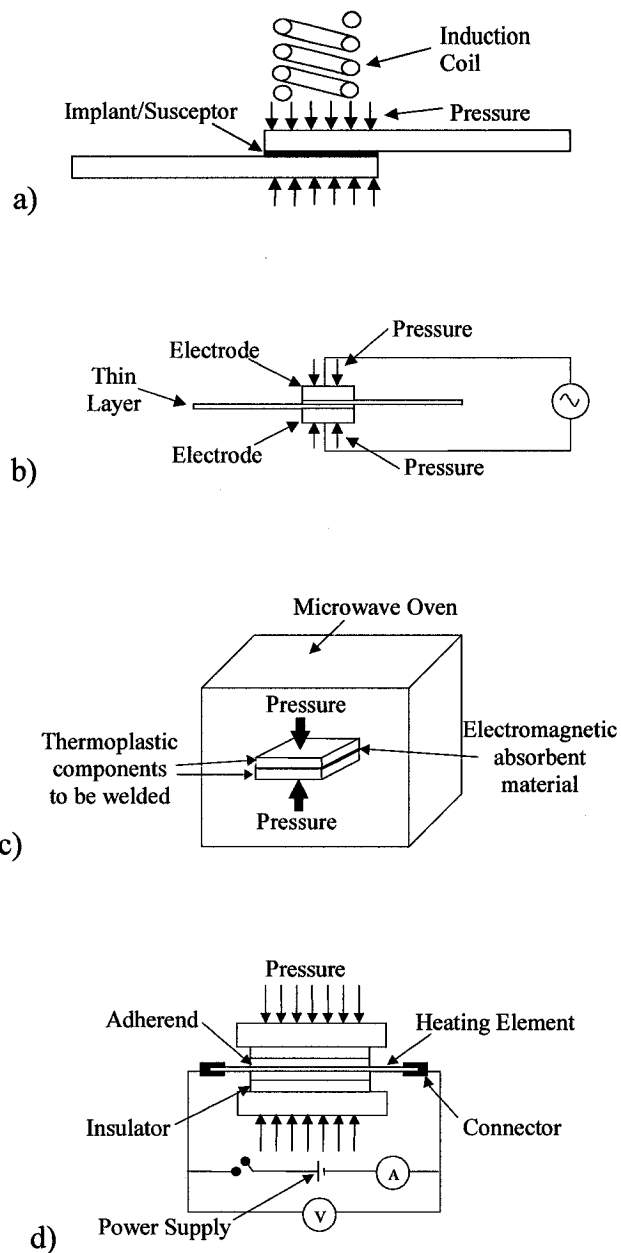 Induction
Coil
Implant/Susceptor
Pressure
a)
Pressure
Electrode
Thin
Layer
Electrode
Pressure
b)
Microwave Oven
Pressure
Thermoplastic
components
to be welded
Electromagnetic
absorbent
material
Pressure
c)
Pressure
Adherend
Heating Element
Insulator
Connector
A
Power Supply
V
d)